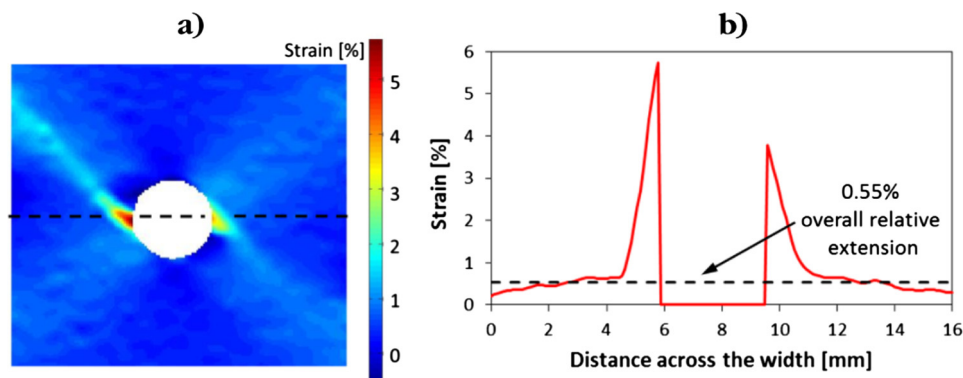 a)
Strain [%]
5
4
3
2
1
0
b)
6
5
4
3
2
1
0
Strain [%]
0.55%
overall relative
extension
0 2 4 6 8 10 12 14 16
Distance across the width [mm]